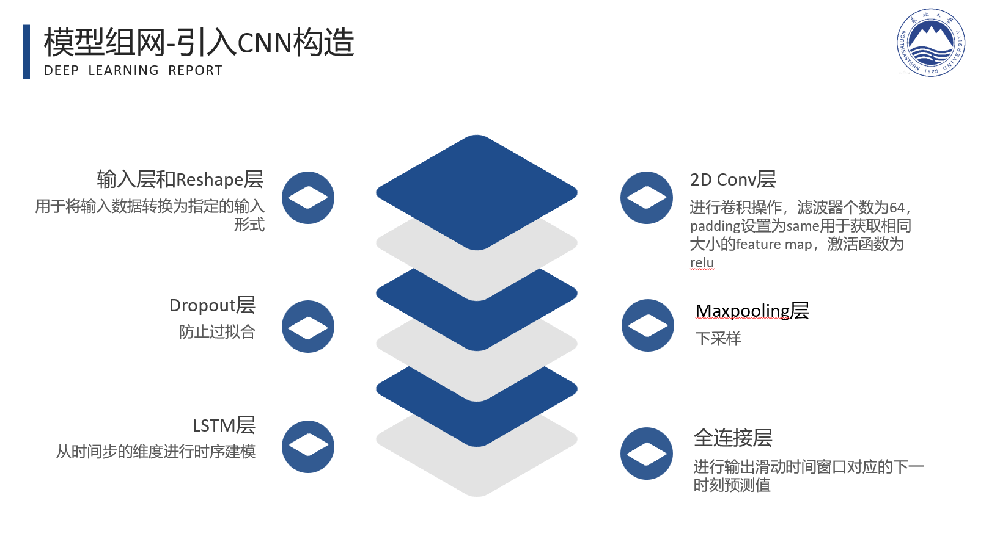 模型组网-引入CNN构造
DEEP LEARNING REPORT
東北大學
NORTHEASTERN 1923 UNIVERSITY
输入层和Reshape层
用于将输入数据转换为指定的输入
形式
2D Conv层
进行卷积操作，滤波器个数为64，
padding设置为same用于获取相同
大小的feature map，激活函数为
relu
Dropout层
防止过拟合
Maxpooling层
下采样
LSTM层
从时间步的维度进行时序建模
全连接层
进行输出滑动时间窗口对应的下一
时刻预测值